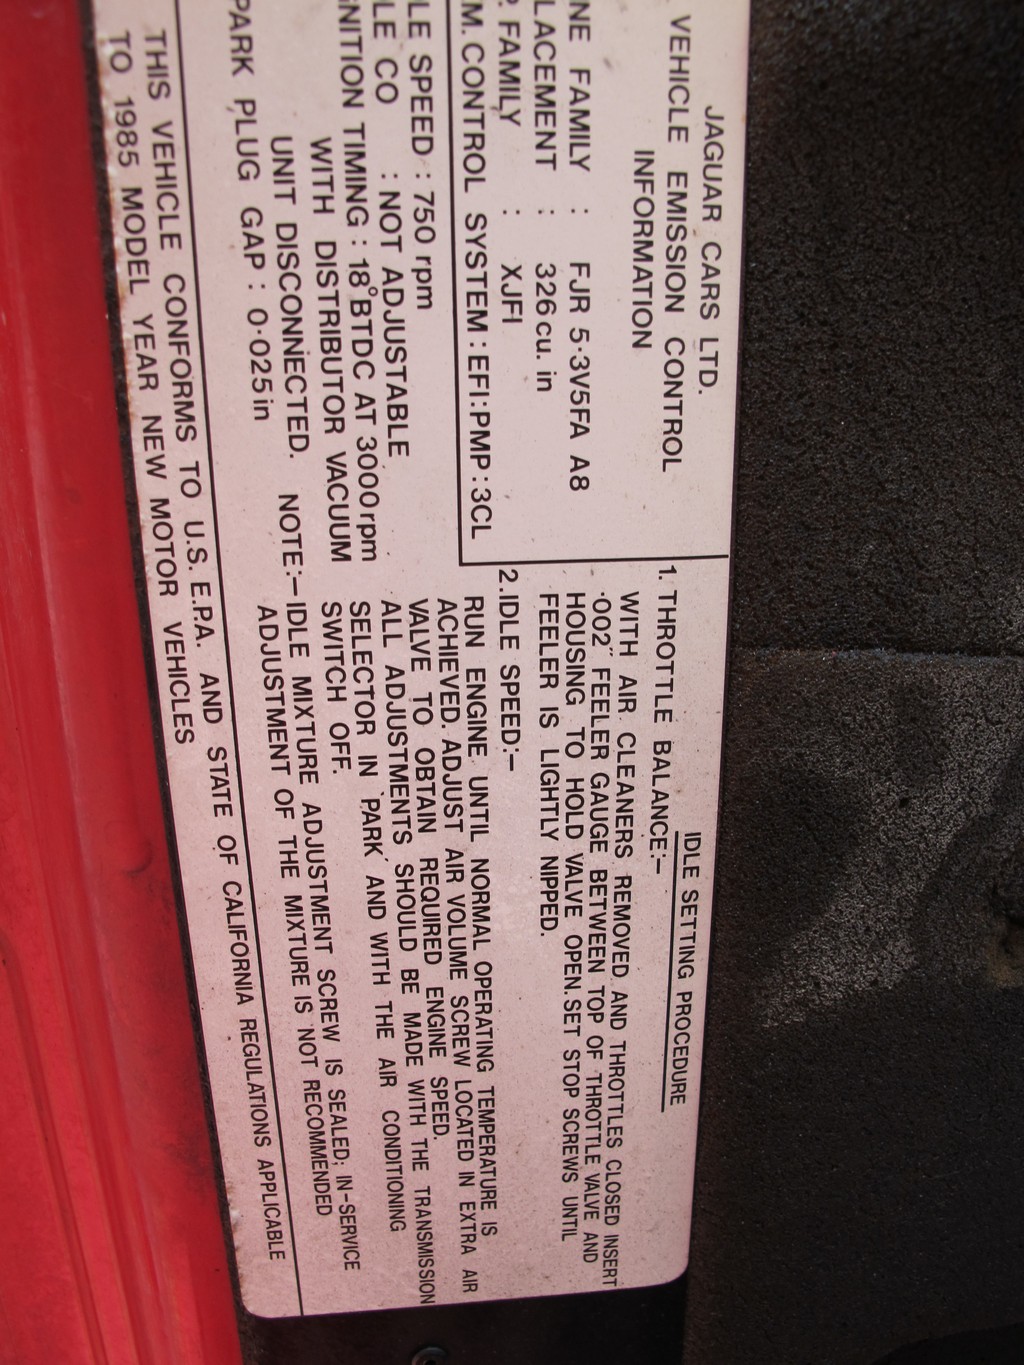 JAGUAR CARS LTD.
VEHICLE EMISSION CONTROL
INFORMATION
NE FAMILY : FJR 5·3V5FA A8
LACEMENT : 326 cu. in
P. FAMILY : XJFI
M. CONTROL SYSTEM : EFI:PMP:3CL
LE SPEED : 750 rpm
LE CO : NOT ADJUSTABLE
GNITION TIMING : 18° BTDC AT 3000 rpm
WITH DISTRIBUTOR VACUUM
UNIT DISCONNECTED.
PARK PLUG GAP : 0·025 in
IDLE SETTING PROCEDURE
1. THROTTLE BALANCE:–
WITH AIR CLEANERS REMOVED AND THROTTLES CLOSED INSERT
·002″ FEELER GAUGE BETWEEN TOP OF THROTTLE VALVE AND
HOUSING TO HOLD VALVE OPEN. SET STOP SCREWS UNTIL
FEELER IS LIGHTLY NIPPED.
2. IDLE SPEED:–
RUN ENGINE UNTIL NORMAL OPERATING TEMPERATURE IS
ACHIEVED. ADJUST AIR VOLUME SCREW LOCATED IN EXTRA AIR
VALVE TO OBTAIN REQUIRED ENGINE SPEED.
ALL ADJUSTMENTS SHOULD BE MADE WITH THE TRANSMISSION
SELECTOR IN 'PARK' AND WITH THE AIR CONDITIONING
SWITCH OFF.
NOTE:– IDLE MIXTURE ADJUSTMENT SCREW IS SEALED; IN-SERVICE
ADJUSTMENT OF THE MIXTURE IS NOT RECOMMENDED
THIS VEHICLE CONFORMS TO U.S. E.P.A. AND STATE OF CALIFORNIA REGULATIONS APPLICABLE
TO 1985 MODEL YEAR NEW MOTOR VEHICLES